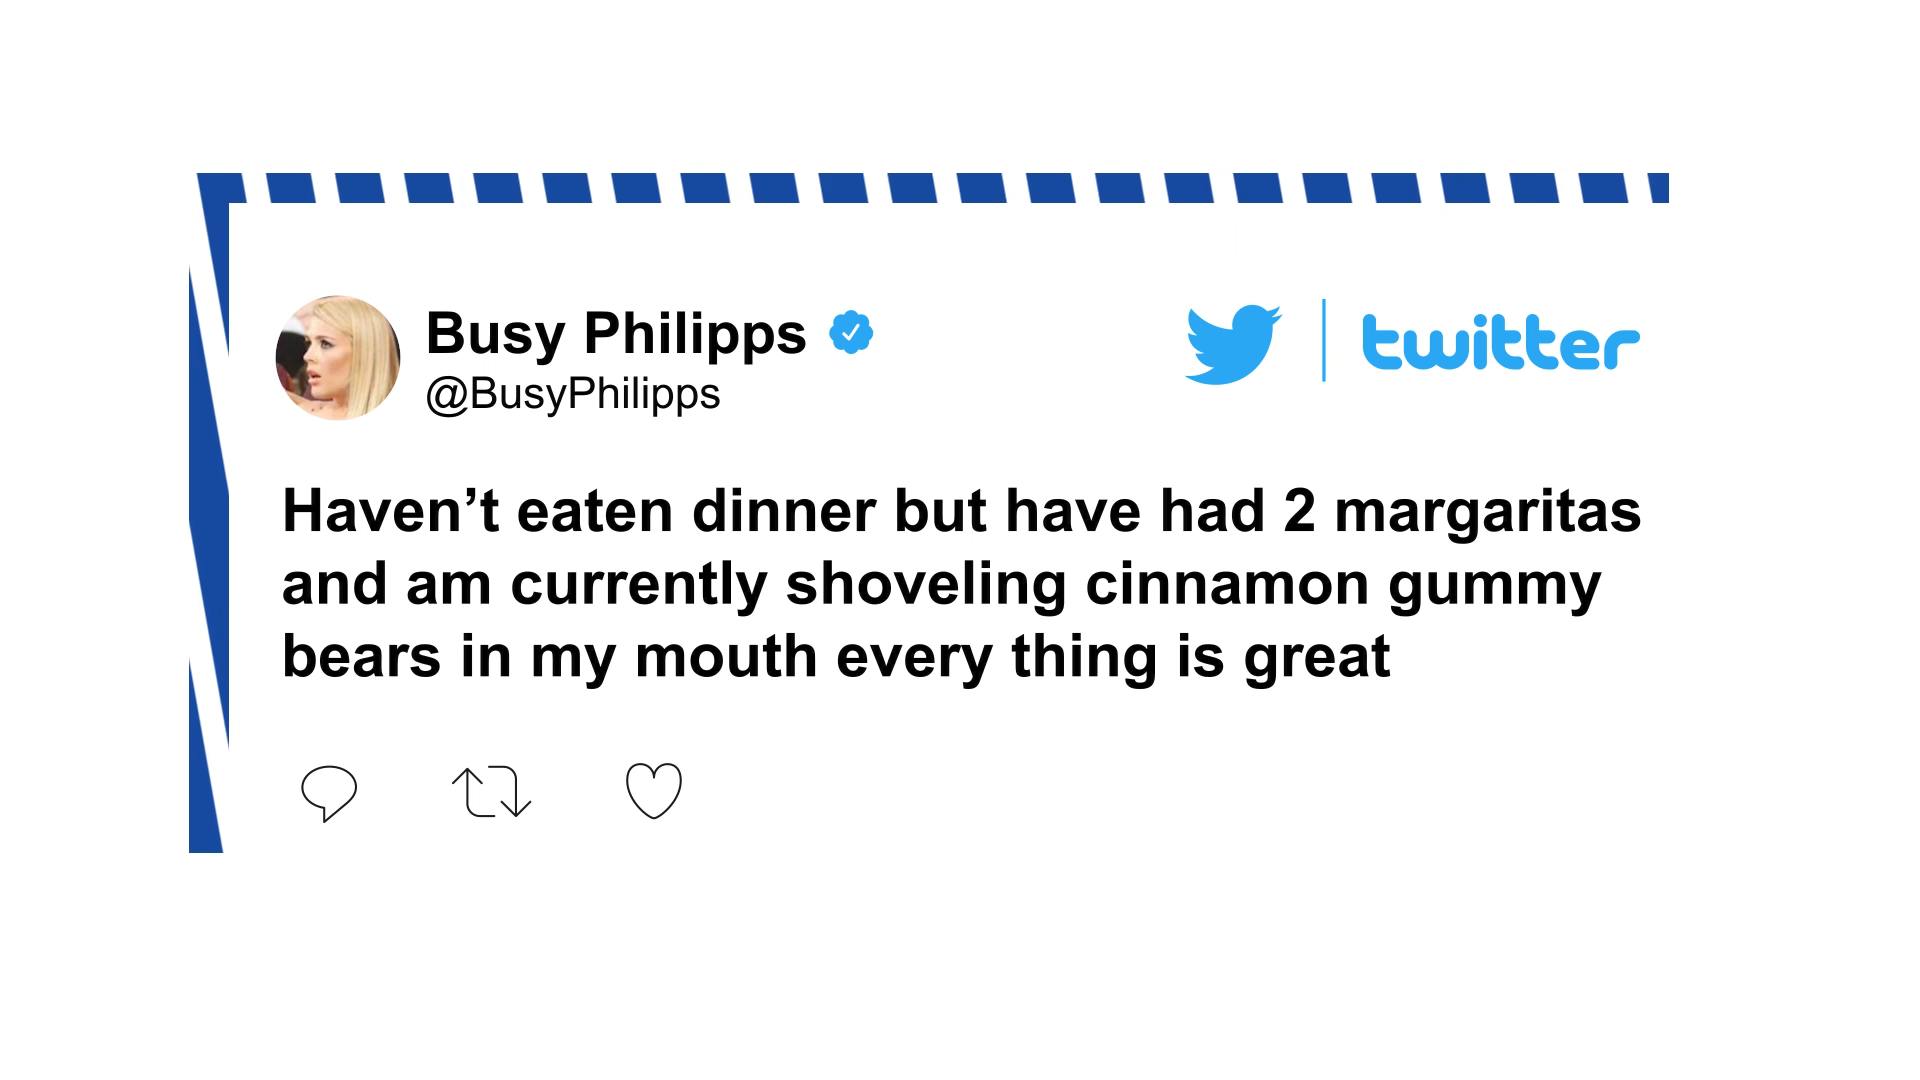 Busy Philipps
@BusyPhilipps
twitter
Haven’t eaten dinner but have had 2 margaritas
and am currently shoveling cinnamon gummy
bears in my mouth every thing is great